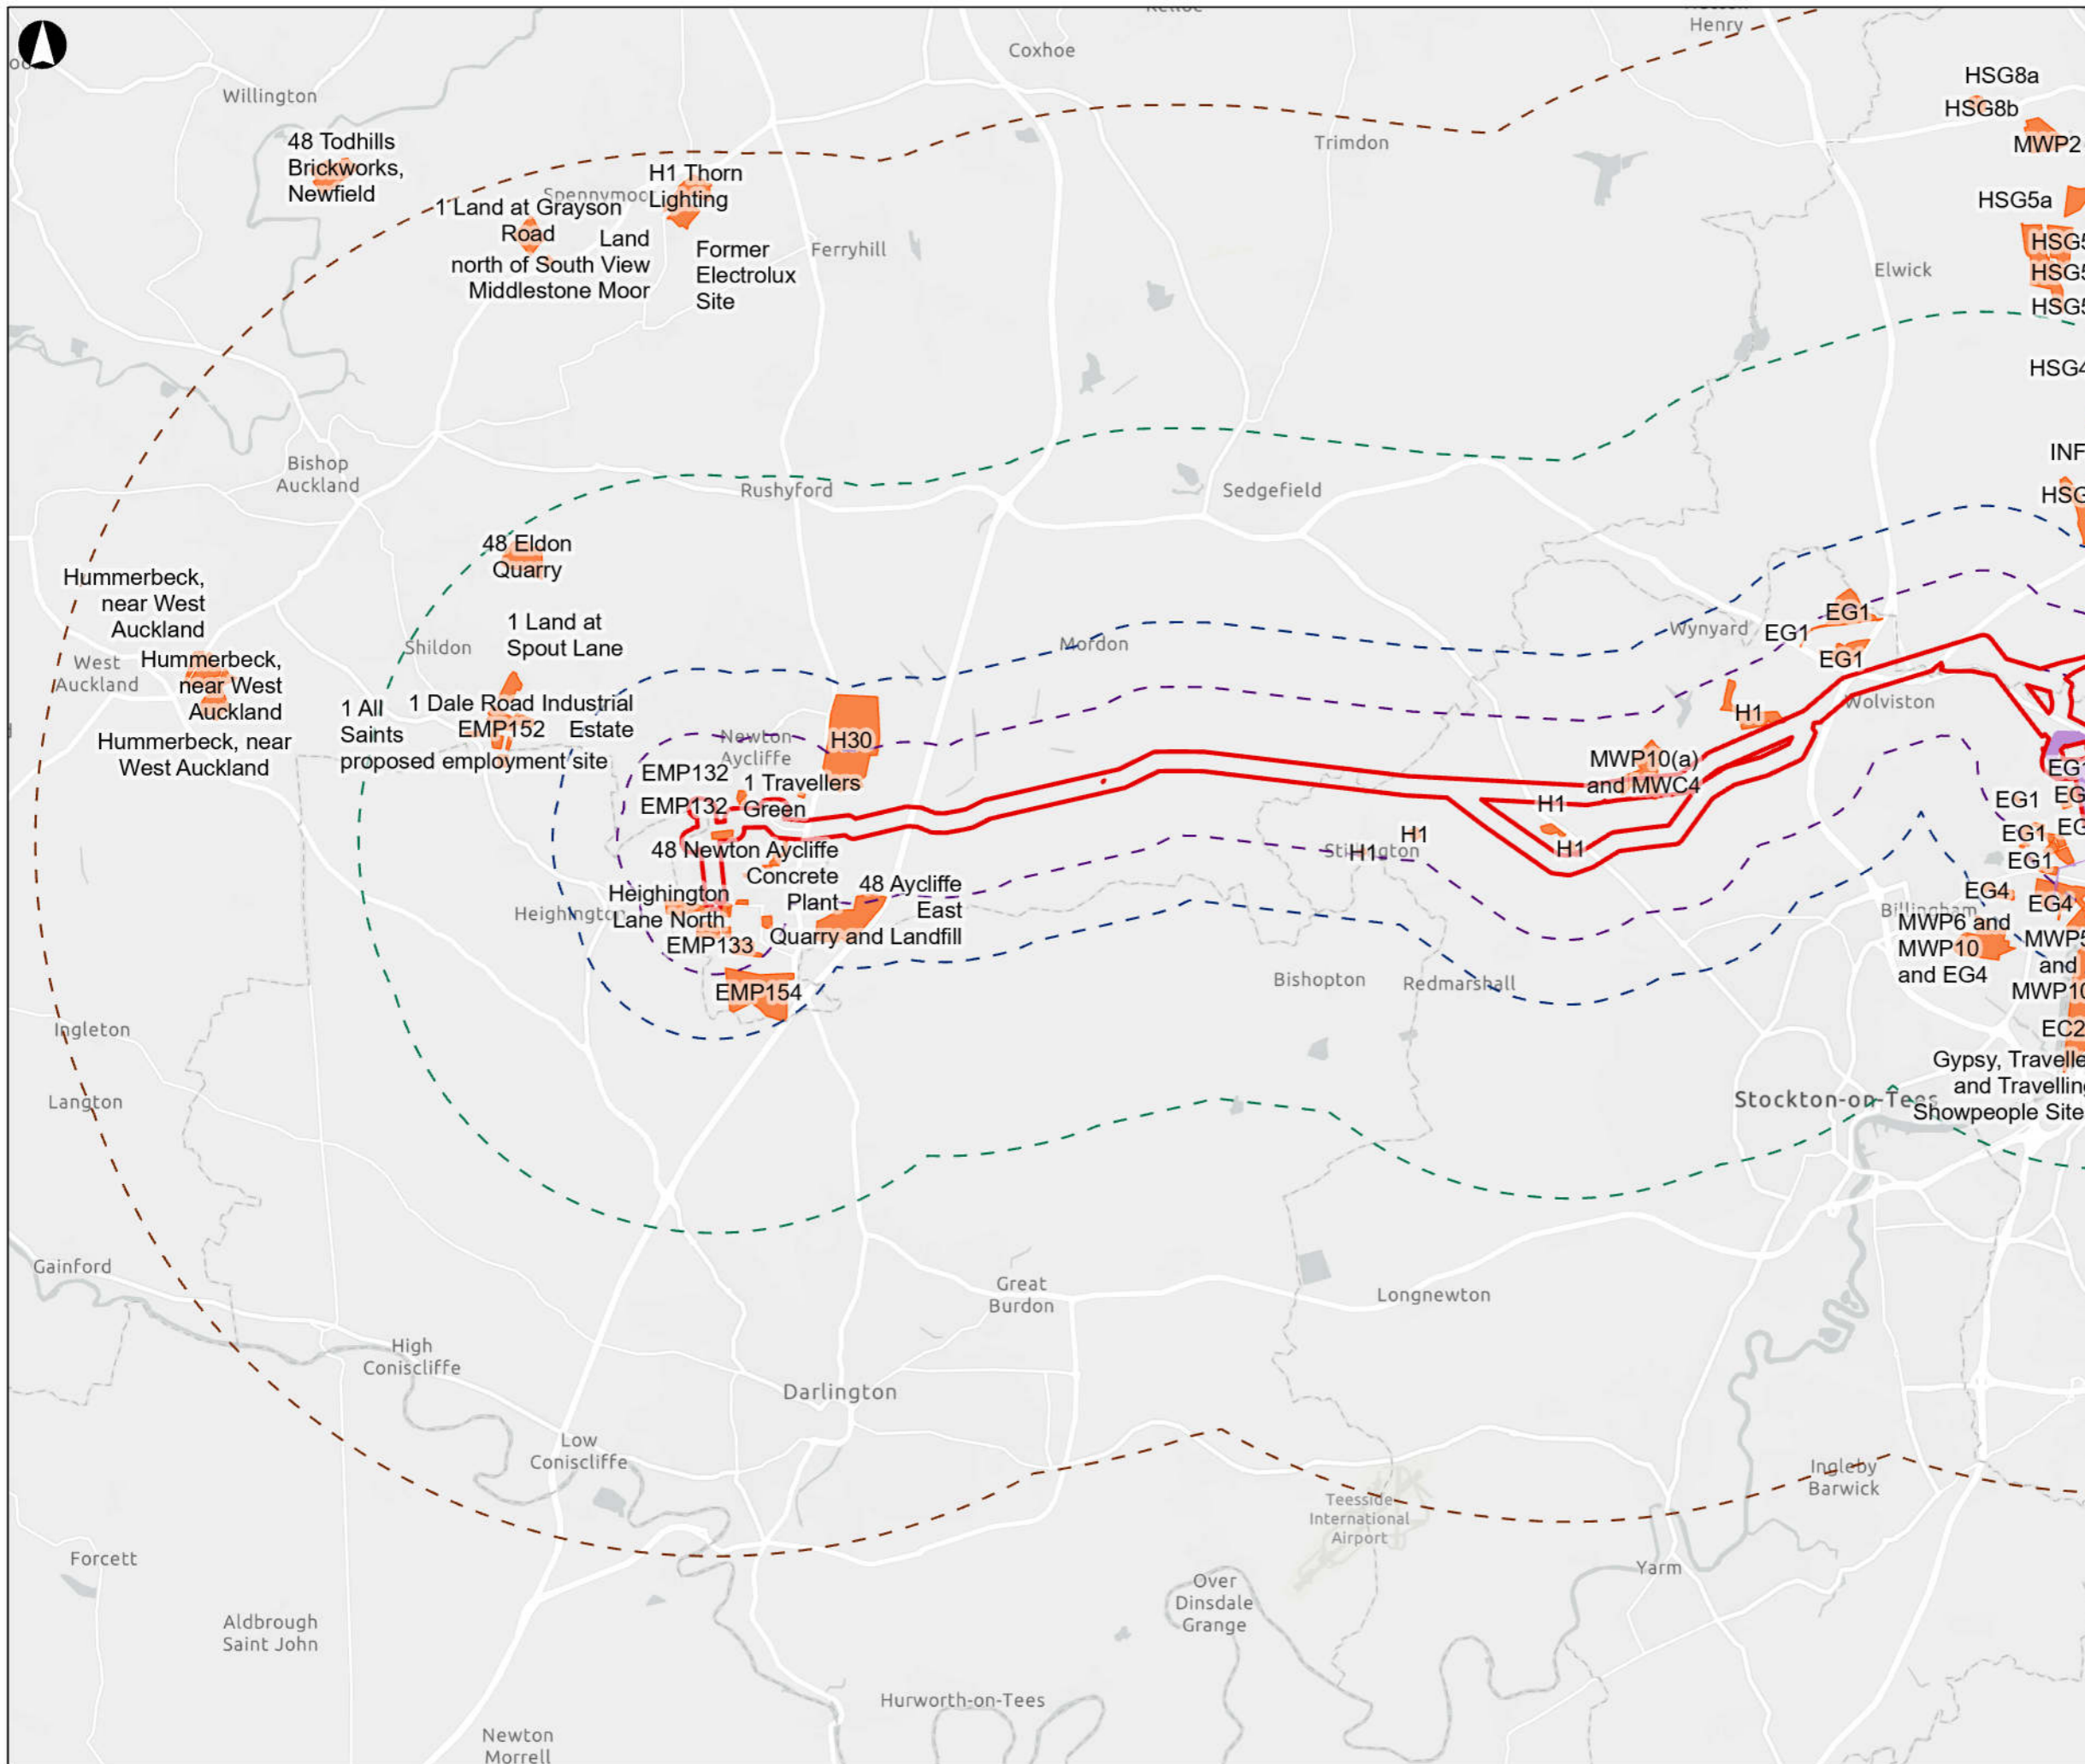 Henry
Coxhoe
HSG8a
Willington
HSG8b
48 Todhills
Brickworks,
Newfield
Trimdon
MWP2
H1 Thorn
Lighting
1 Land at Grayson
Road
HSG5a
Land
north of South View
Middlestone Moor
Former
Electrolux
Site
Ferryhill
Elwick
Bishop
Auckland
Rushyford
Sedgefield
48 Eldon
Quarry
Hummerbeck,
near West
Auckland
1 Land at
Spout Lane
Shildon
Mordon
Wynyard
EG1
EG1
EG1
West
Auckland
Hummerbeck,
near West
Auckland
Hummerbeck, near
West Auckland
1 All
Saints
1 Dale Road Industrial
Estate
EMP152
proposed employment site
Newton
Aycliffe
H30
H1
Wolviston
EMP132
EMP132
1 Travellers
Green
MWP10(a)
and MWC4
H1
H1
H1
H1
Stillington
EG1
EG1
EG1
48 Newton Aycliffe
Concrete
Plant
48 Aycliffe
East
Quarry and Landfill
Heighington
Heighington
Lane North
EMP133
EMP154
EG4
EG4
Billingham
MWP6 and
MWP10
and EG4
and
Bishopton
Redmarshall
EC2
Gypsy,
and
Showpeople
Stockton-on-Tees
Ingleton
Langton
Gainford
Great
Burdon
Longnewton
High
Coniscliffe
Darlington
Low
Coniscliffe
Ingleby
Barwick
Teesside
International
Airport
Forcett
Yarm
Over
Dinsdale
Grange
Aldbrough
Saint John
Hurworth-on-Tees
Newton
Morrell